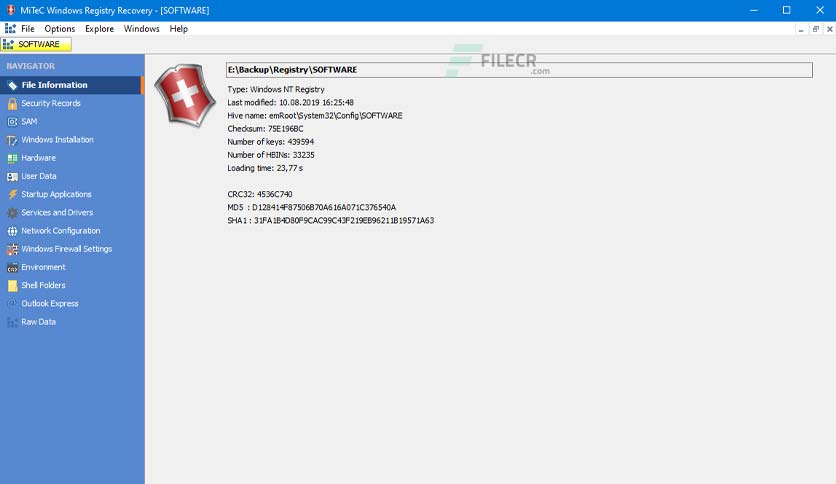 MiTeC Windows Registry Recovery - [SOFTWARE]
File Options Explore Windows Help
SOFTWARE
NAVIGATOR
File Information
Security Records
SAM
Windows Installation
Hardware
User Data
Startup Applications
Services and Drivers
Network Configuration
Windows Firewall Settings
Environment
Shell Folders
Outlook Express
Raw Data
FILECR
.com
E:\Backup\Registry\SOFTWARE
Type: Windows NT Registry
Last modified: 10.08.2019 16:25:48
Hive name: emRoot\System32\Config\SOFTWARE
Checksum: 75E196BC
Number of keys: 439594
Number of HBINs: 33235
Loading time: 23,77 s
CRC32: 4536C740
MD5 : D128414F87506B70A616A071C376540A
SHA1 : 31FA1B4D80F9CAC99C43F219EB96211B19571A63